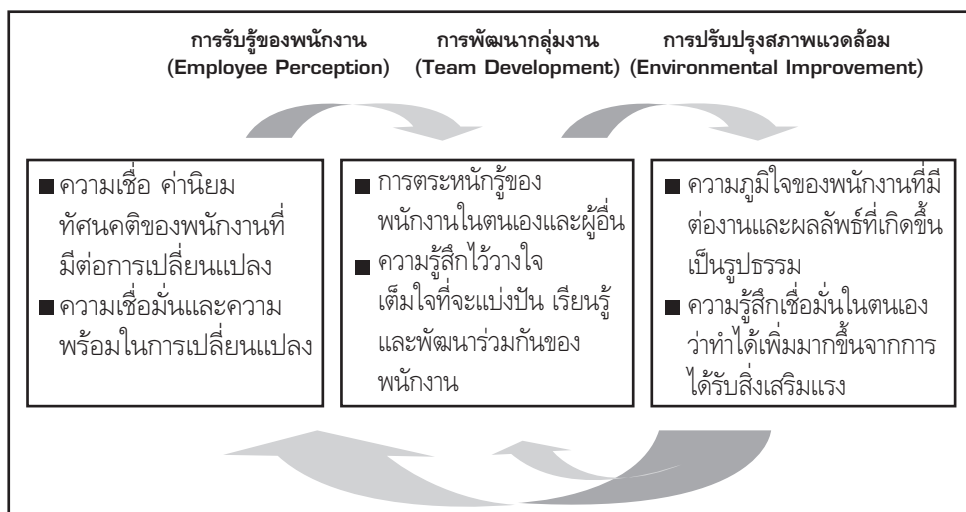 การรับรู้ของพนักงาน
(Employee Perception)
การพัฒนากลุ่มงาน
(Team Development)
การปรับปรุงสภาพแวดล้อม
(Environmental Improvement)
■ ความเชื่อ ค่านิยม
ทัศนคติของพนักงานที่
มีต่อการเปลี่ยนแปลง
■ ความเชื่อมั่นและความ
พร้อมในการเปลี่ยนแปลง
■ การตระหนักรู้ของ
พนักงานในตนเองและผู้อื่น
■ ความรู้สึกไว้วางใจ
เต็มใจที่จะแบ่งปัน เรียนรู้
และพัฒนาร่วมกันของ
พนักงาน
■ ความภูมิใจของพนักงานที่มี
ต่องานและผลลัพธ์ที่เกิดขึ้น
เป็นรูปธรรม
■ ความรู้สึกเชื่อมั่นในตนเอง
ว่าทำได้เพิ่มมากขึ้นจากการ
ได้รับสิ่งเสริมแรง